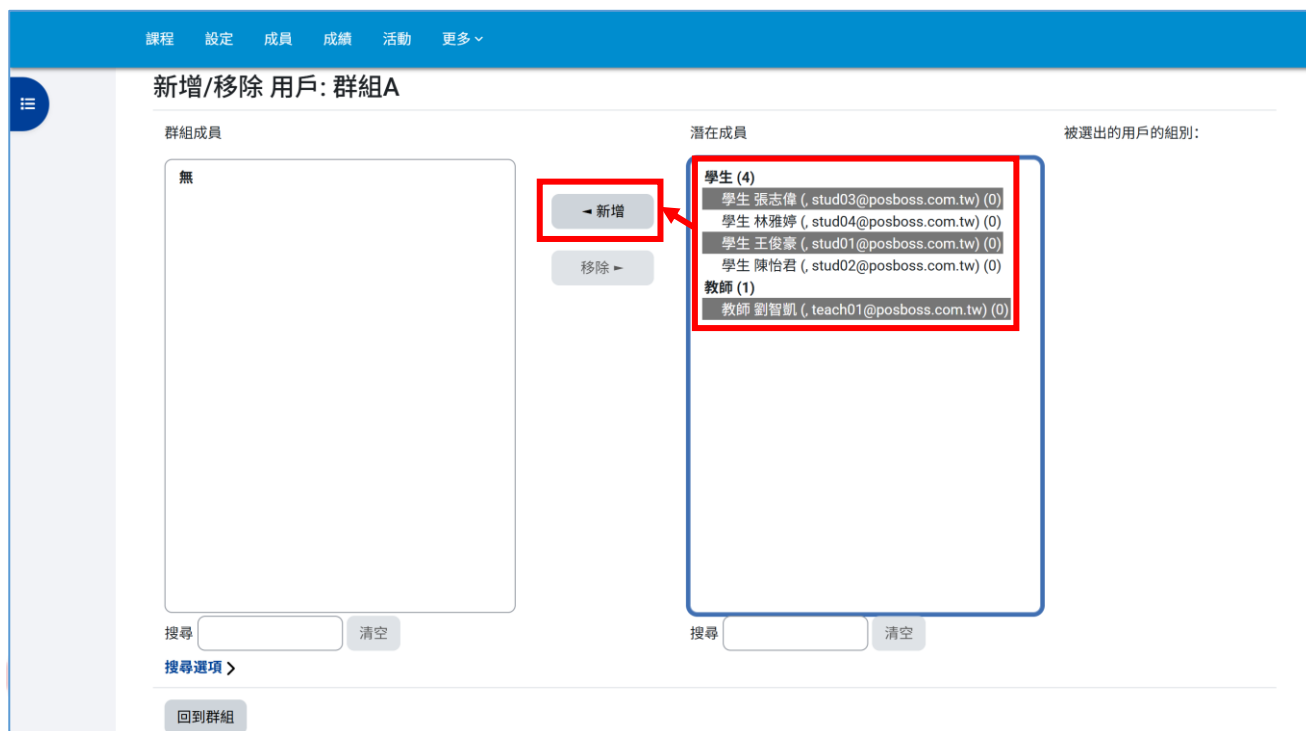 課程 設定 成員 成績 活動 更多
新增/移除 用戶: 群組A
群組成員
無
◄ 新增
移除 ►
潛在成員
學生 (4)
學生 張志偉 (, stud03@posboss.com.tw) (0)
學生 林雅婷 (, stud04@posboss.com.tw) (0)
學生 王俊豪 (, stud01@posboss.com.tw) (0)
學生 陳怡君 (, stud02@posboss.com.tw) (0)
教師 (1)
教師 劉智凱 (, teach01@posboss.com.tw) (0)
被選出的用戶的組別:
搜尋 清空
搜尋 清空
搜尋選項
回到群組